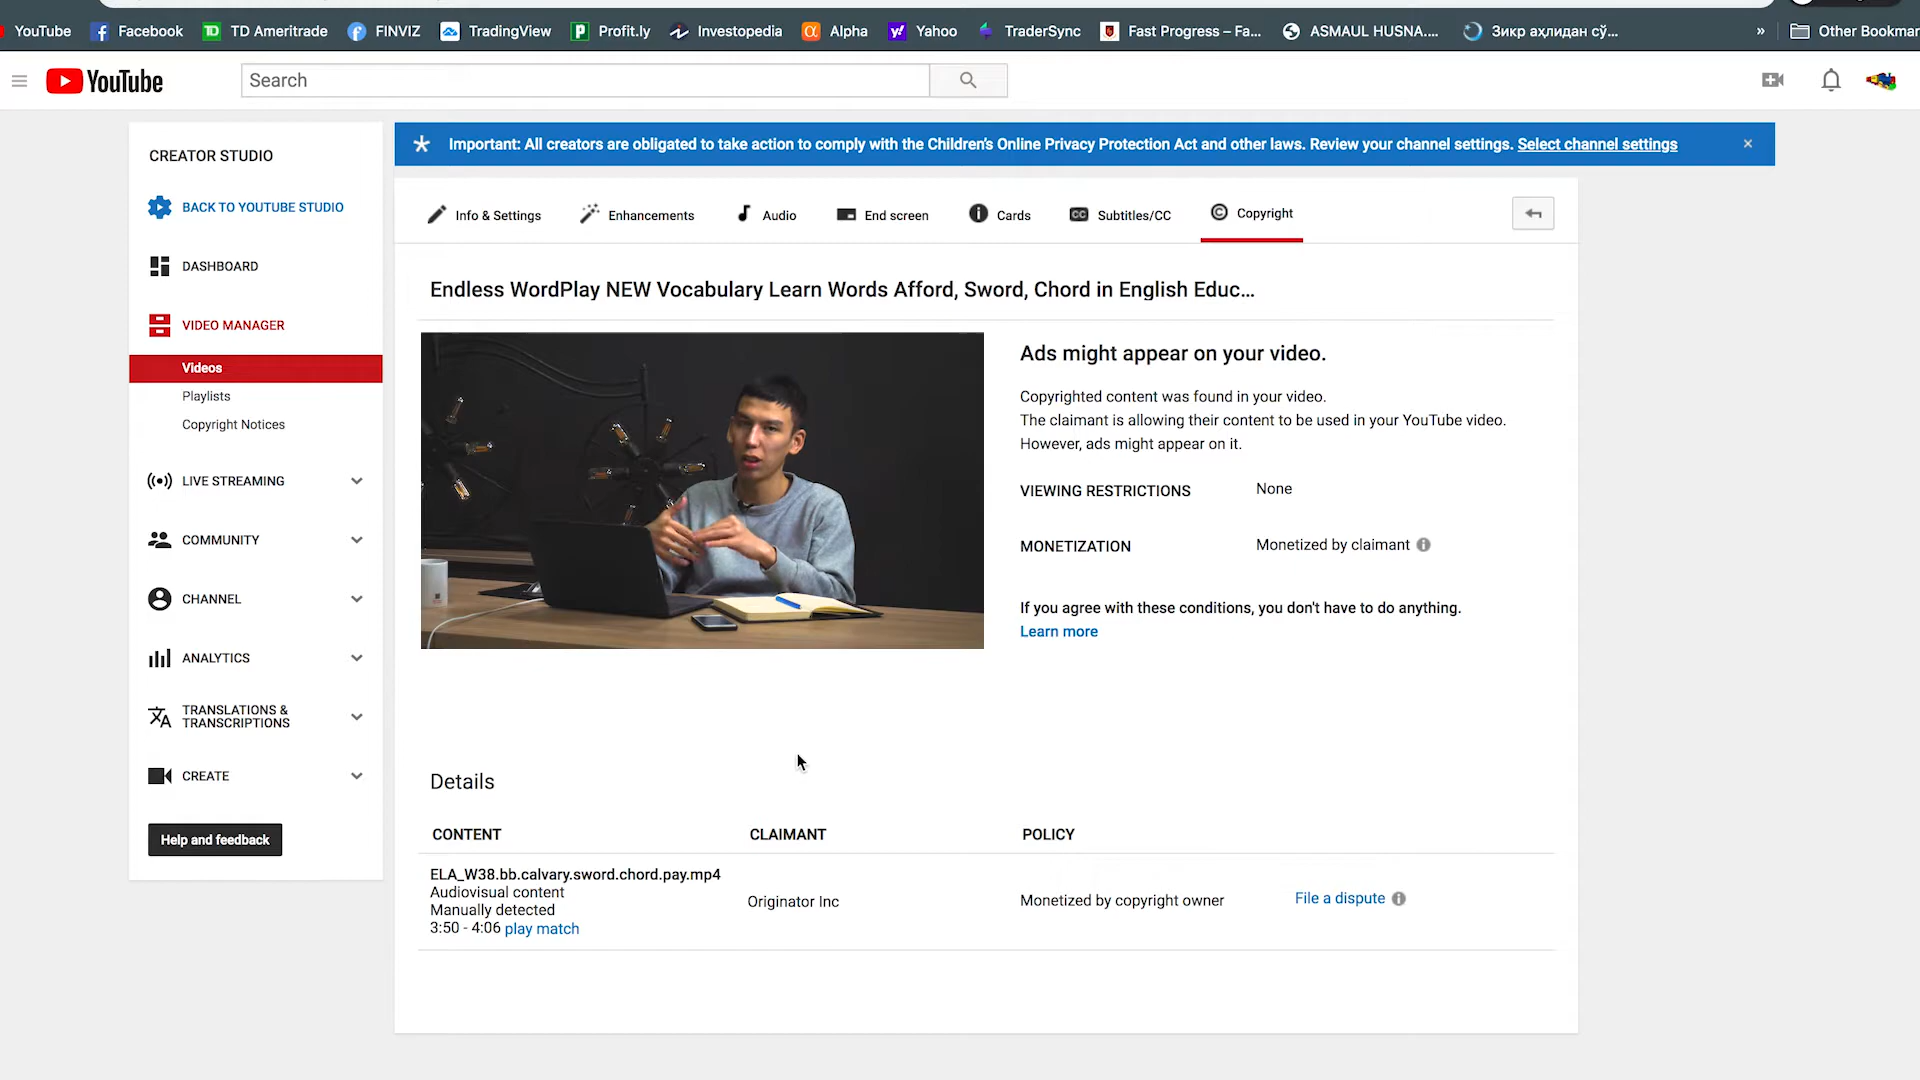 YouTube Facebook TD Ameritrade FINVIZ TradingView Profit.ly Investopedia Alpha Yahoo TraderSync Fast Progress – Fa... ASMAUL HUSNA.... Зикр аҳлидан сў... » Other Bookmar
YouTube Search
CREATOR STUDIO
BACK TO YOUTUBE STUDIO
DASHBOARD
VIDEO MANAGER
Videos
Playlists
Copyright Notices
LIVE STREAMING
COMMUNITY
CHANNEL
ANALYTICS
TRANSLATIONS &
TRANSCRIPTIONS
CREATE
Help and feedback
Important: All creators are obligated to take action to comply with the Children's Online Privacy Protection Act and other laws. Review your channel settings. Select channel settings ×
Info & Settings Enhancements Audio End screen Cards CC Subtitles/CC © Copyright
Endless WordPlay NEW Vocabulary Learn Words Afford, Sword, Chord in English Educ...
Ads might appear on your video.
Copyrighted content was found in your video.
The claimant is allowing their content to be used in your YouTube video.
However, ads might appear on it.
VIEWING RESTRICTIONS None
MONETIZATION Monetized by claimant
If you agree with these conditions, you don't have to do anything.
Learn more
Details
CONTENT CLAIMANT POLICY
ELA_W38.bb.calvary.sword.chord.pay.mp4
Audiovisual content
Manually detected
3:50 - 4:06 play match
Originator Inc
Monetized by copyright owner
File a dispute